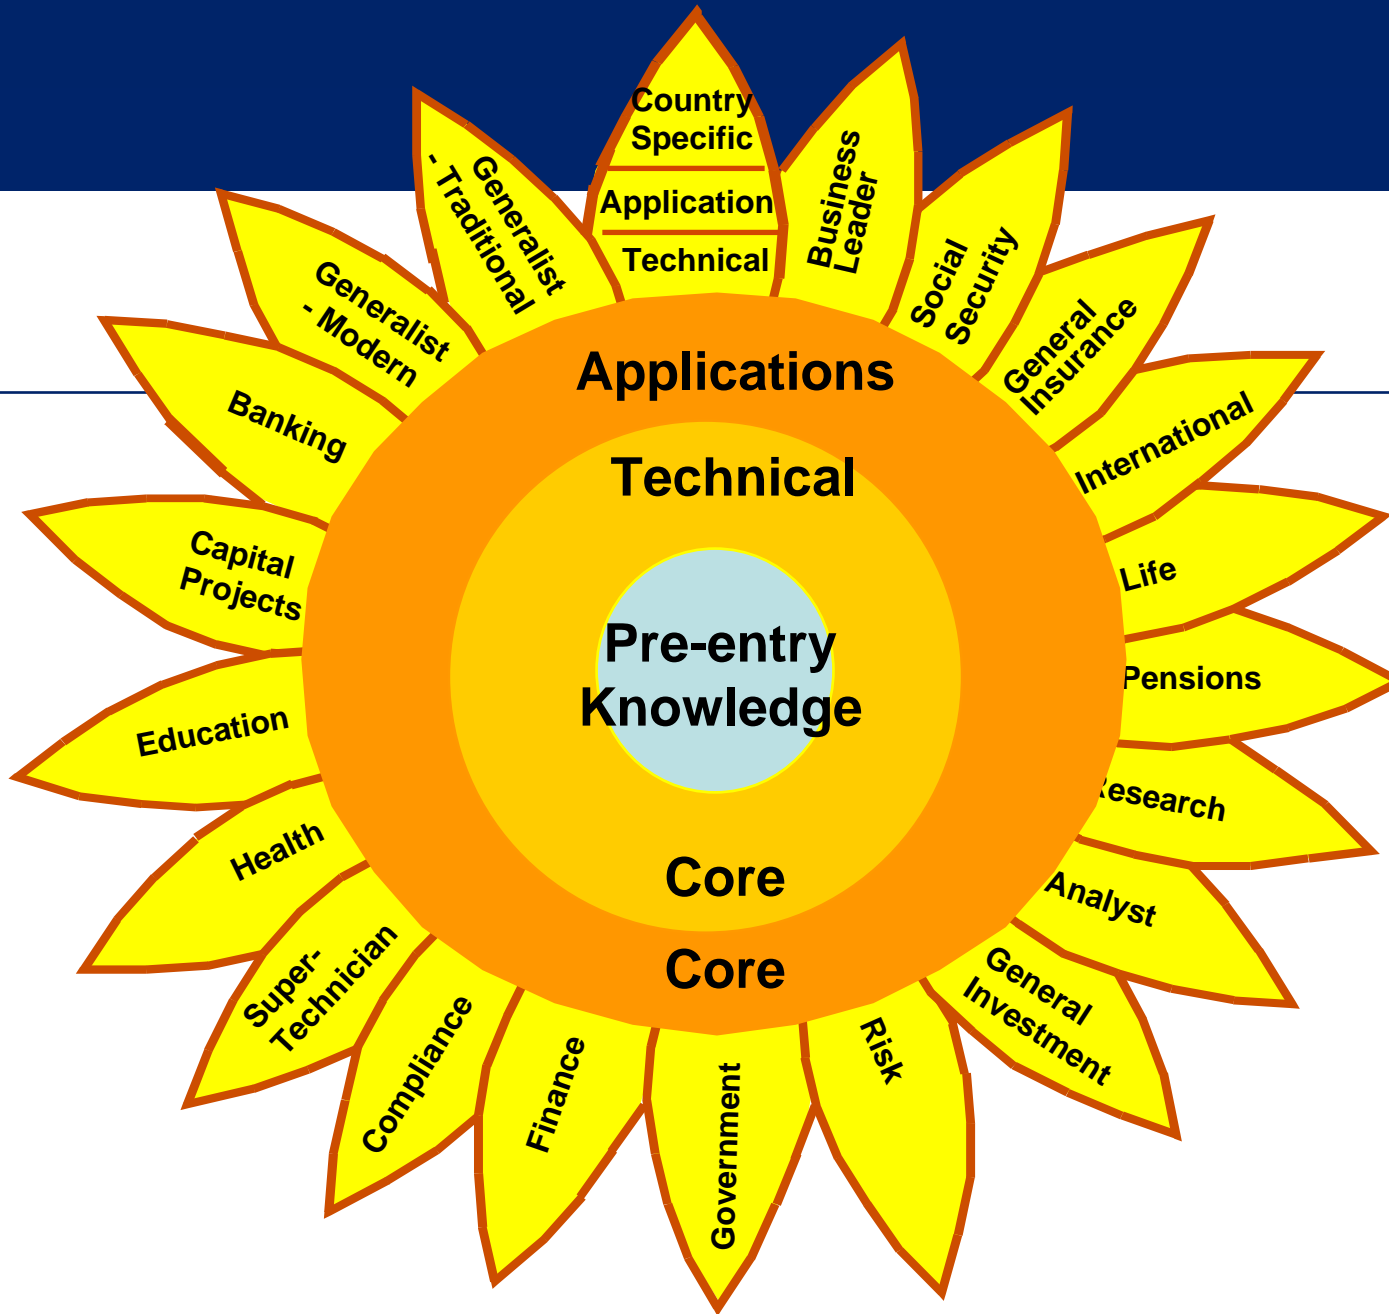 Country
Specific
Application
Technical
Business
Leader
Social
Security
General
Insurance
International
Life
Pensions
Research
Analyst
General
Investment
Risk
Government
Finance
Compliance
Super-
Technician
Health
Education
Capital
Projects
Banking
Generalist
- Modern
Generalist
- Traditional
Applications
Technical
Pre-entry
Knowledge
Core
Core